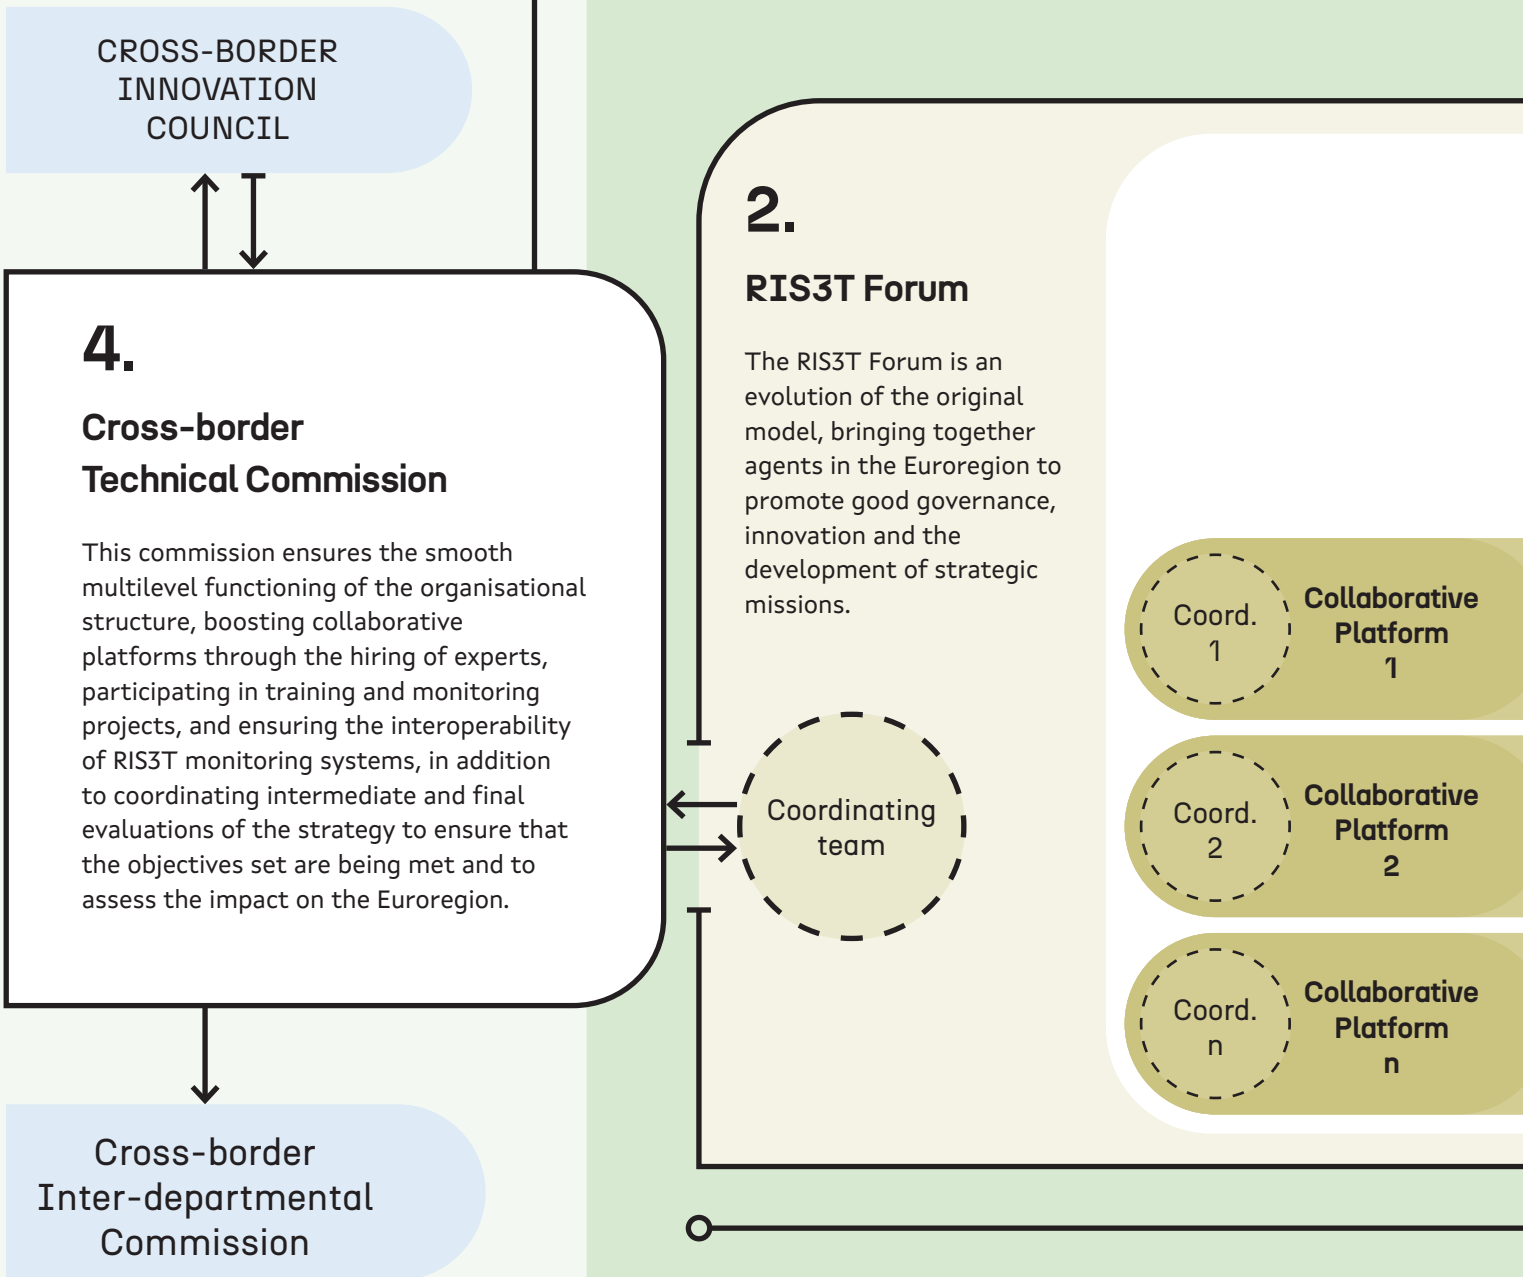 CROSS-BORDER
INNOVATION
COUNCIL
4.
Cross-border
Technical Commission
This commission ensures the smooth
multilevel functioning of the organisational
structure, boosting collaborative
platforms through the hiring of experts,
participating in training and monitoring
projects, and ensuring the interoperability
of RIS3T monitoring systems, in addition
to coordinating intermediate and final
evaluations of the strategy to ensure that
the objectives set are being met and to
assess the impact on the Euroregion.
Cross-border
Inter-departmental
Commission
2.
RIS3T Forum
The RIS3T Forum is an
evolution of the original
model, bringing together
agents in the Euroregion to
promote good governance,
innovation and the
development of strategic
missions.
Coordinating
team
Coord.
1
Collaborative
Platform
1
Coord.
2
Collaborative
Platform
2
Coord.
n
Collaborative
Platform
n